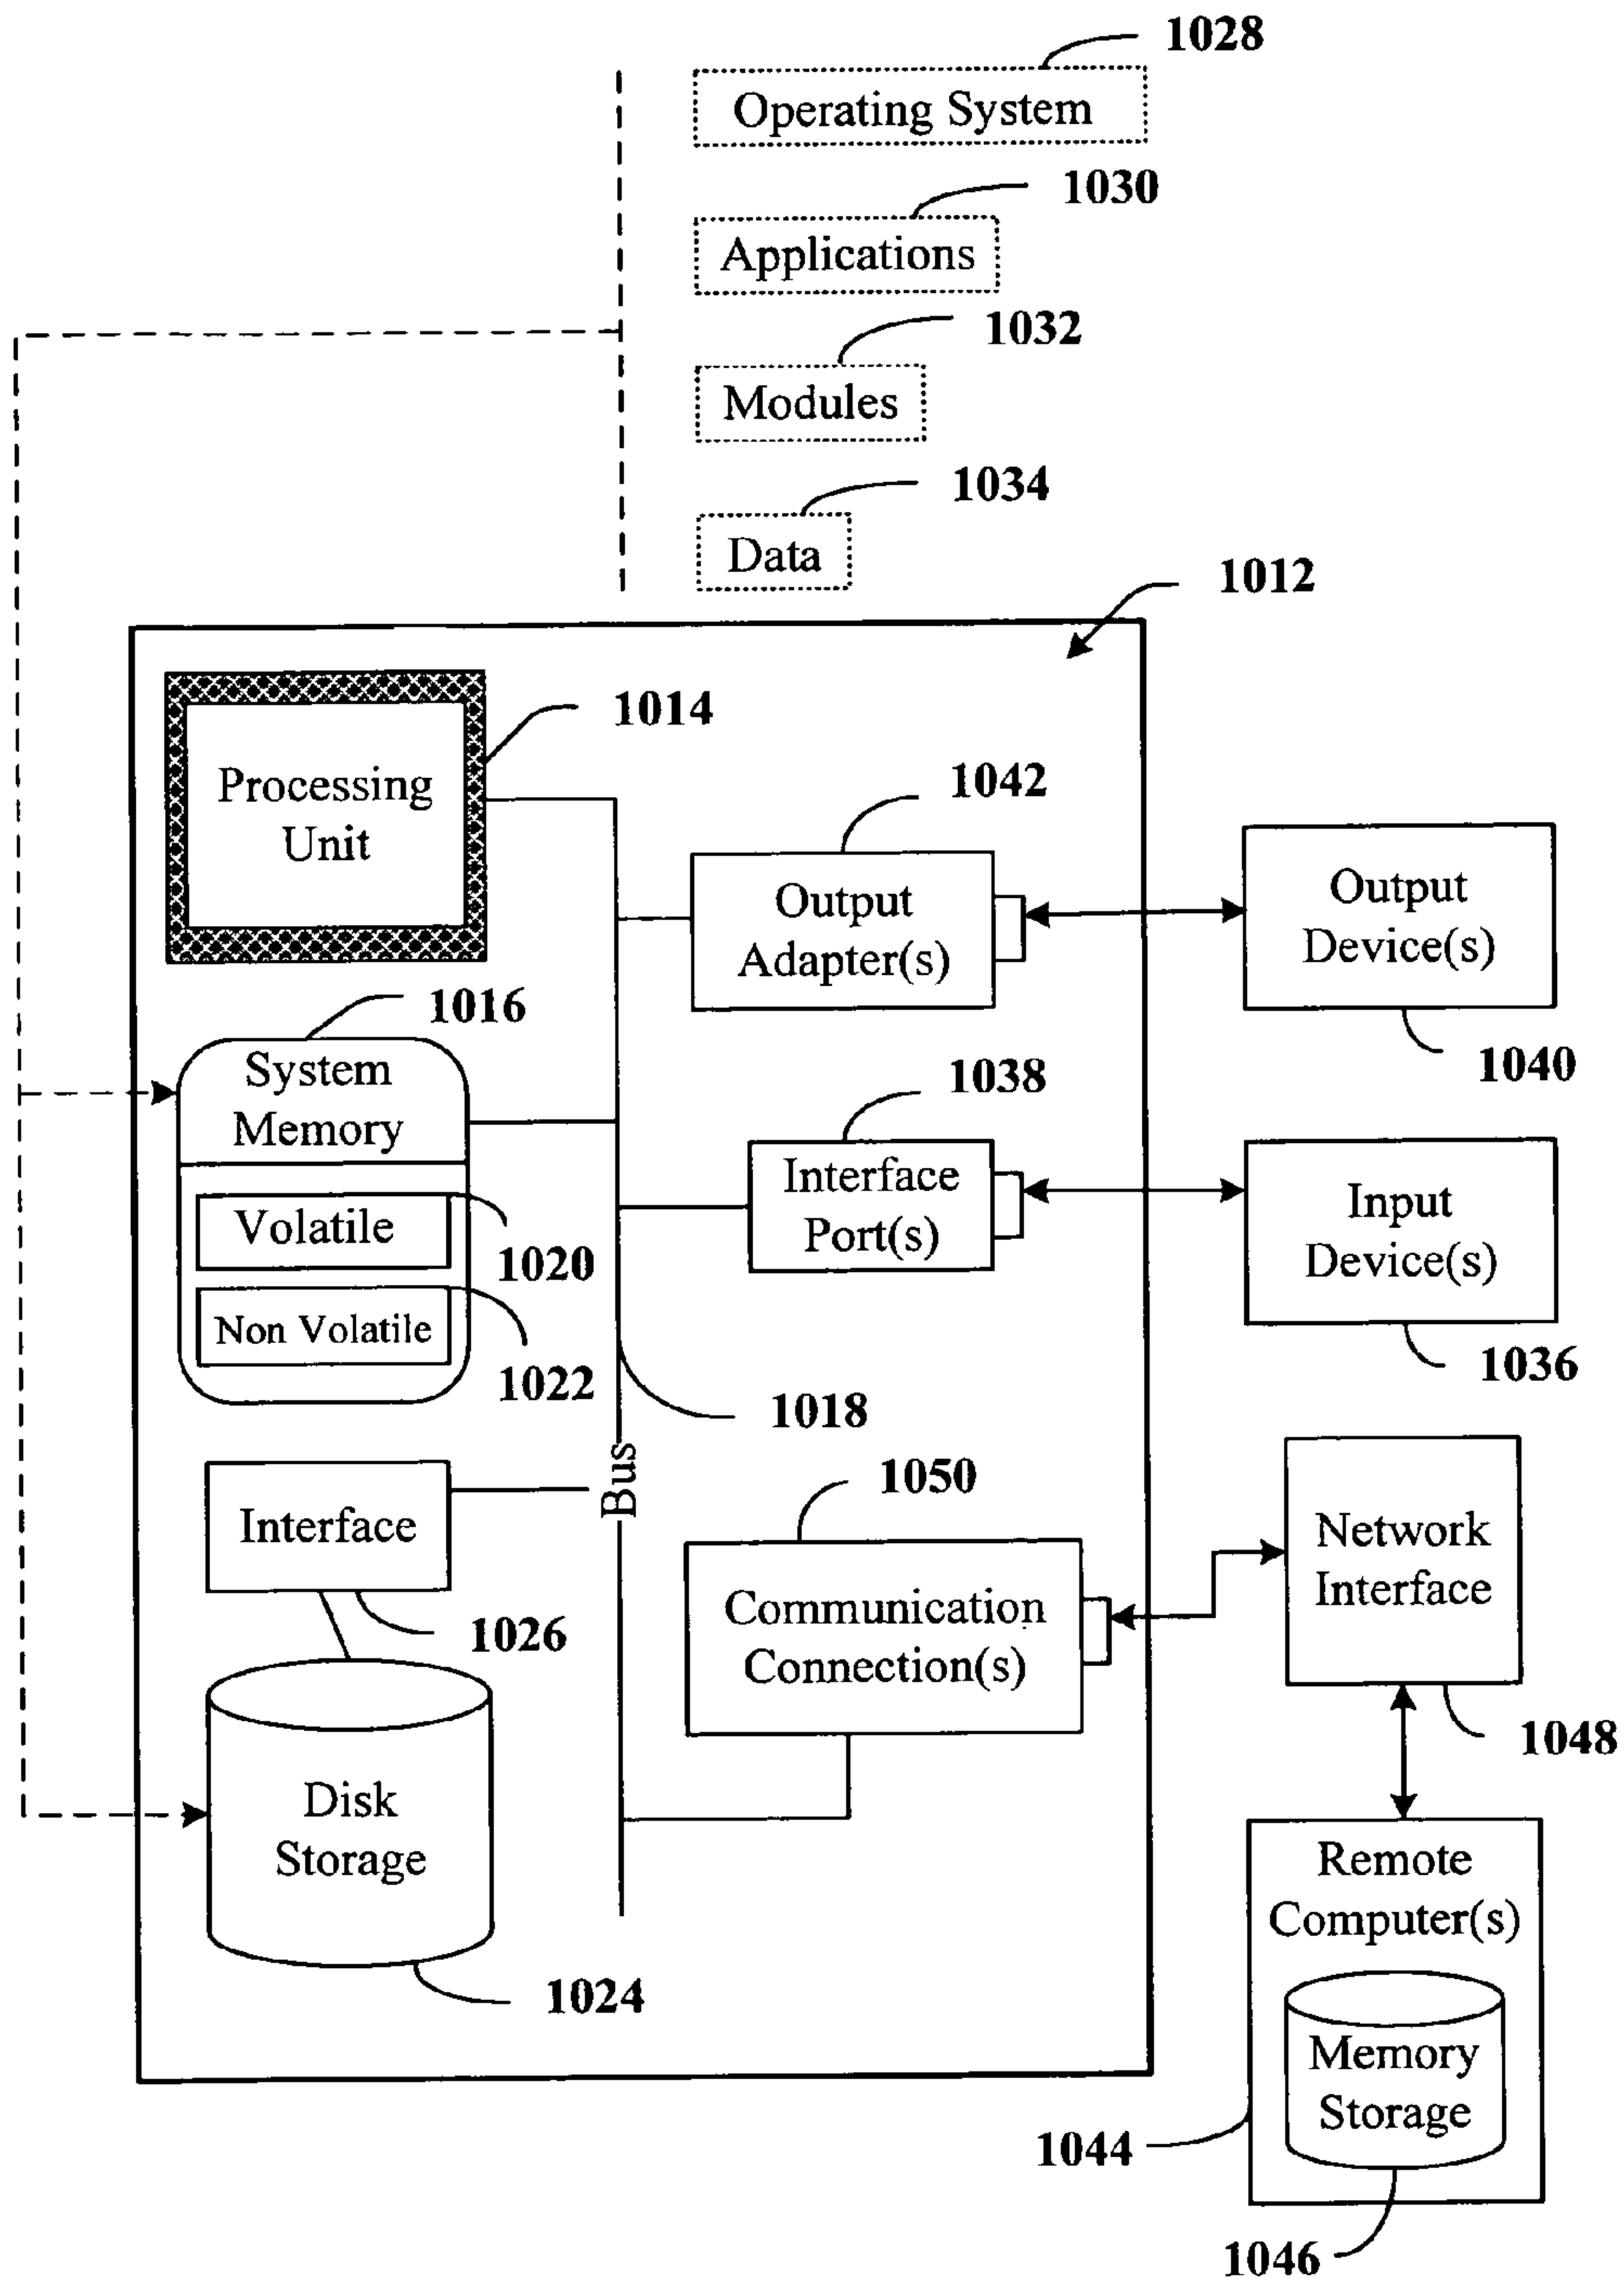 1028
Operating System
1030
Applications
1032
Modules
1034
Data
1012
1014
Processing
Unit
1042
Output
Adapter(s)
Output
Device(s)
1040
1016
System
Memory
1038
Interface
Port(s)
Input
Device(s)
1036
Volatile
1020
Non Volatile
1022
1018
Bus
Interface
1026
1050
Communication
Connection(s)
Network
Interface
1048
Disk
Storage
1024
Remote
Computer(s)
Memory
Storage
1044
1046